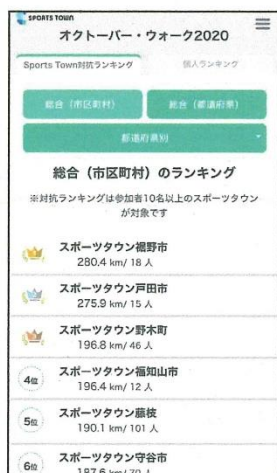 SPORTS TOWN
オクトーバー・ウォーク2020
Sports Town対抗ランキング
個人ランキング
総合（市区町村）
総合（都道府県）
都道府県別
総合（市区町村）のランキング
※対抗ランキングは参加者10名以上のスポーツタウン
が対象です
スポーツタウン裾野市
280.4 km/ 18 人
スポーツタウン戸田市
275.9 km/ 15 人
スポーツタウン野木町
196.8 km/ 46 人
4位
スポーツタウン福知山市
196.4 km/ 12 人
5位
スポーツタウン藤枝
190.1 km/ 101 人
6位
スポーツタウン守谷市
187.6 km/ 70 人